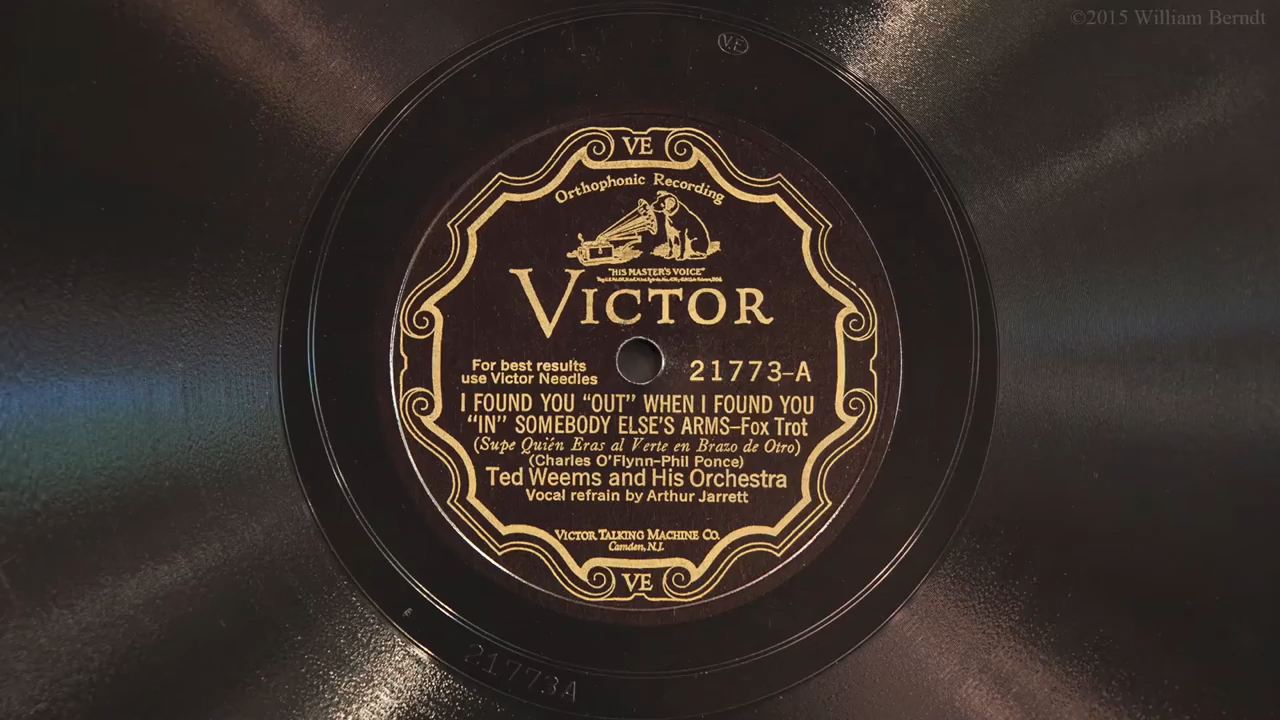 ©2015 William Berndt
V.E
VE
Orthophonic Recording
"HIS MASTER'S VOICE"
VICTOR
For best results
use Victor Needles
21773-A
I FOUND YOU "OUT" WHEN I FOUND YOU
"IN" SOMEBODY ELSE'S ARMS–Fox Trot
(Supe Quién Eras al Verte en Brazo de Otro)
(Charles O'Flynn–Phil Ponce)
Ted Weems and His Orchestra
Vocal refrain by Arthur Jarrett
VICTOR TALKING MACHINE CO.
Camden, N.J.
VE
21773A